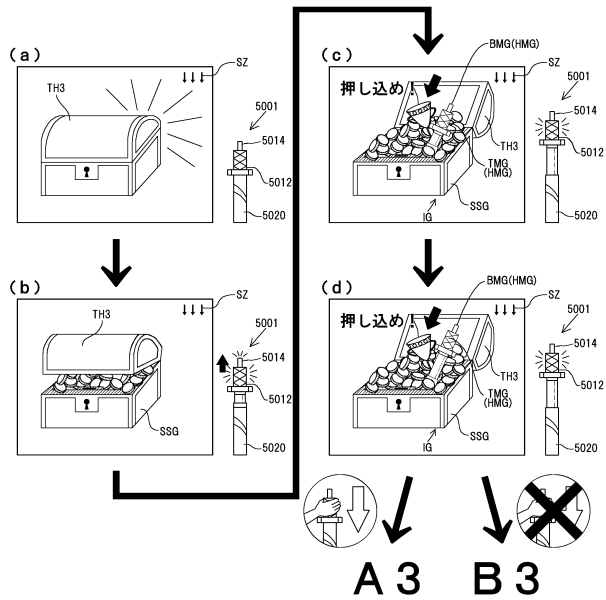 (a)
SZ
TH3
5001
5014
5012
5020
(b)
SZ
TH3
5001
5014
5012
SSG
5020
(c)
BMG(HMG)
SZ
押し込め
5001
5014
TH3
5012
TMG
(HMG)
SSG
5020
IG
(d)
BMG(HMG)
SZ
押し込め
5001
5014
TH3
5012
TMG
(HMG)
SSG
5020
IG
A3
B3